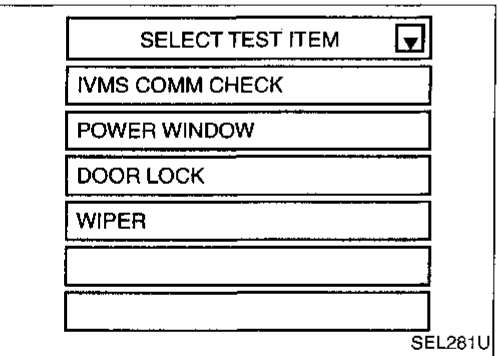 SELECT TEST ITEM
IVMS COMM CHECK
POWER WINDOW
DOOR LOCK
WIPER
SEL281U